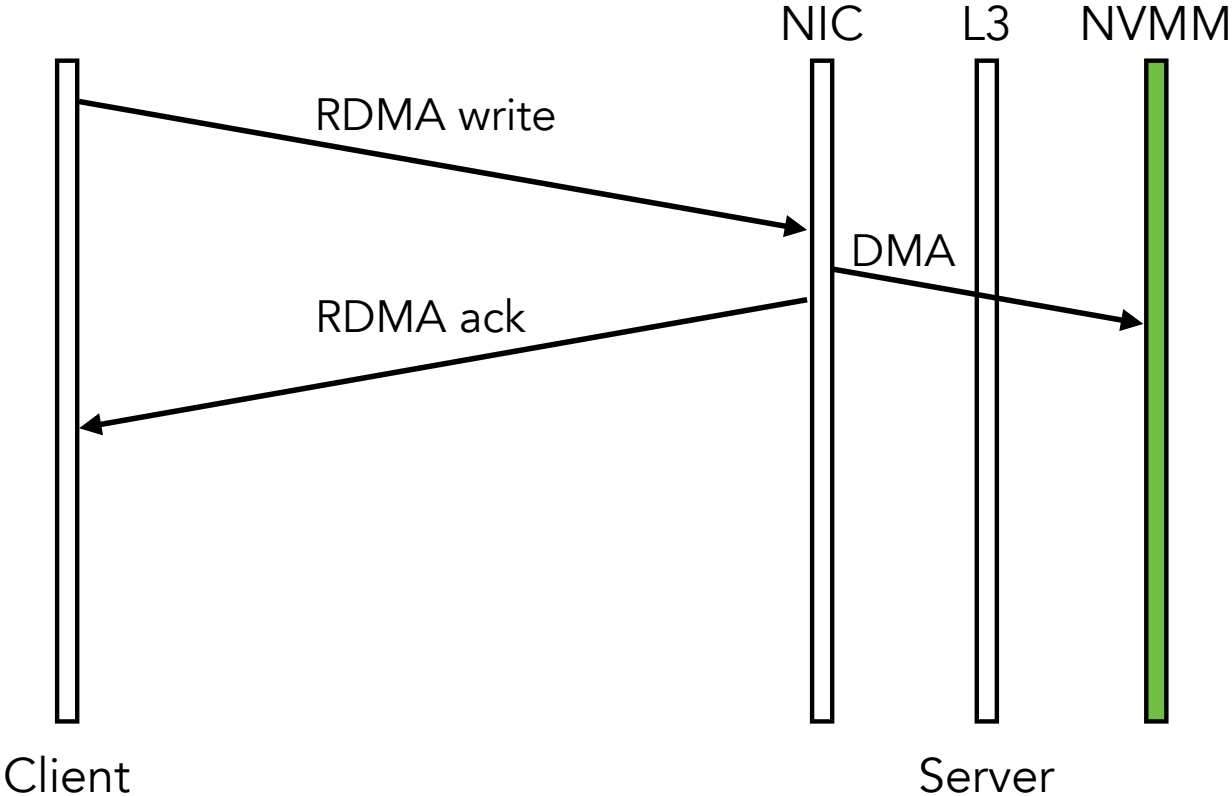 NIC L3 NVMM
RDMA write
DMA
RDMA ack
Client Server